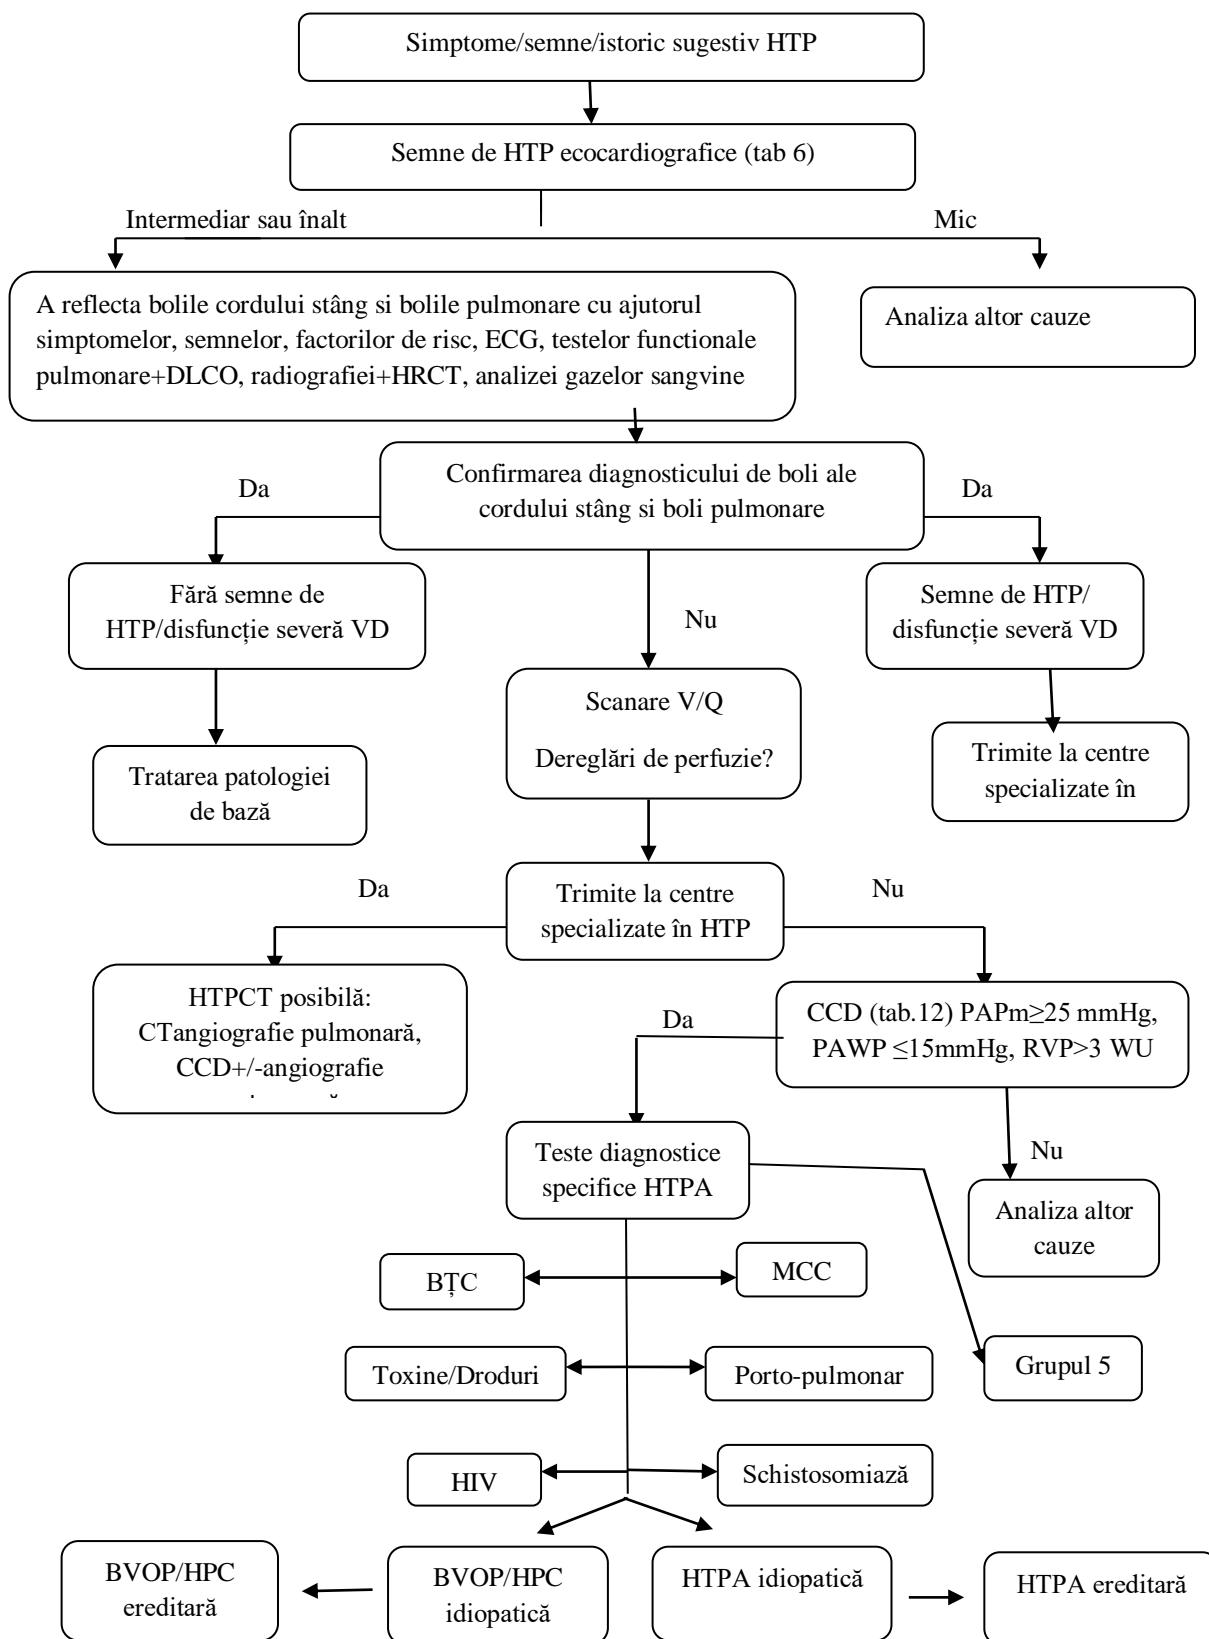 Simptome/semne/istoric sugestiv HTP
Semne de HTP ecocardiografice (tab 6)
Intermediar sau înalt
Mic
A reflecta bolile cordului stâng si bolile pulmonare cu ajutorul
simptomelor, semnelor, factorilor de risc, ECG, testelor functionale
pulmonare+DLCO, radiografiei+HRCT, analizei gazelor sangvine
Analiza altor cauze
Confirmarea diagnosticului de boli ale
cordului stâng si boli pulmonare
Da
Da
Fără semne de
HTP/disfuncție severă VD
Nu
Semne de HTP/
disfuncție severă VD
Scanare V/Q
Dereglări de perfuzie?
Tratarea patologiei
de bază
Trimite la centre
specializate în
Da
Trimite la centre
specializate în HTP
Nu
HTPCT posibilă:
CTangiografie pulmonară,
CCD+/-angiografie
Da
CCD (tab.12) PAPm≥25 mmHg,
PAWP ≤15mmHg, RVP>3 WU
Teste diagnostice
specifice HTPA
Nu
Analiza altor
cauze
BȚC
MCC
Toxine/Droduri
Porto-pulmonar
Grupul 5
HIV
Schistosomiază
BVOP/HPC
ereditară
BVOP/HPC
idiopatică
HTPA idiopatică
HTPA ereditară